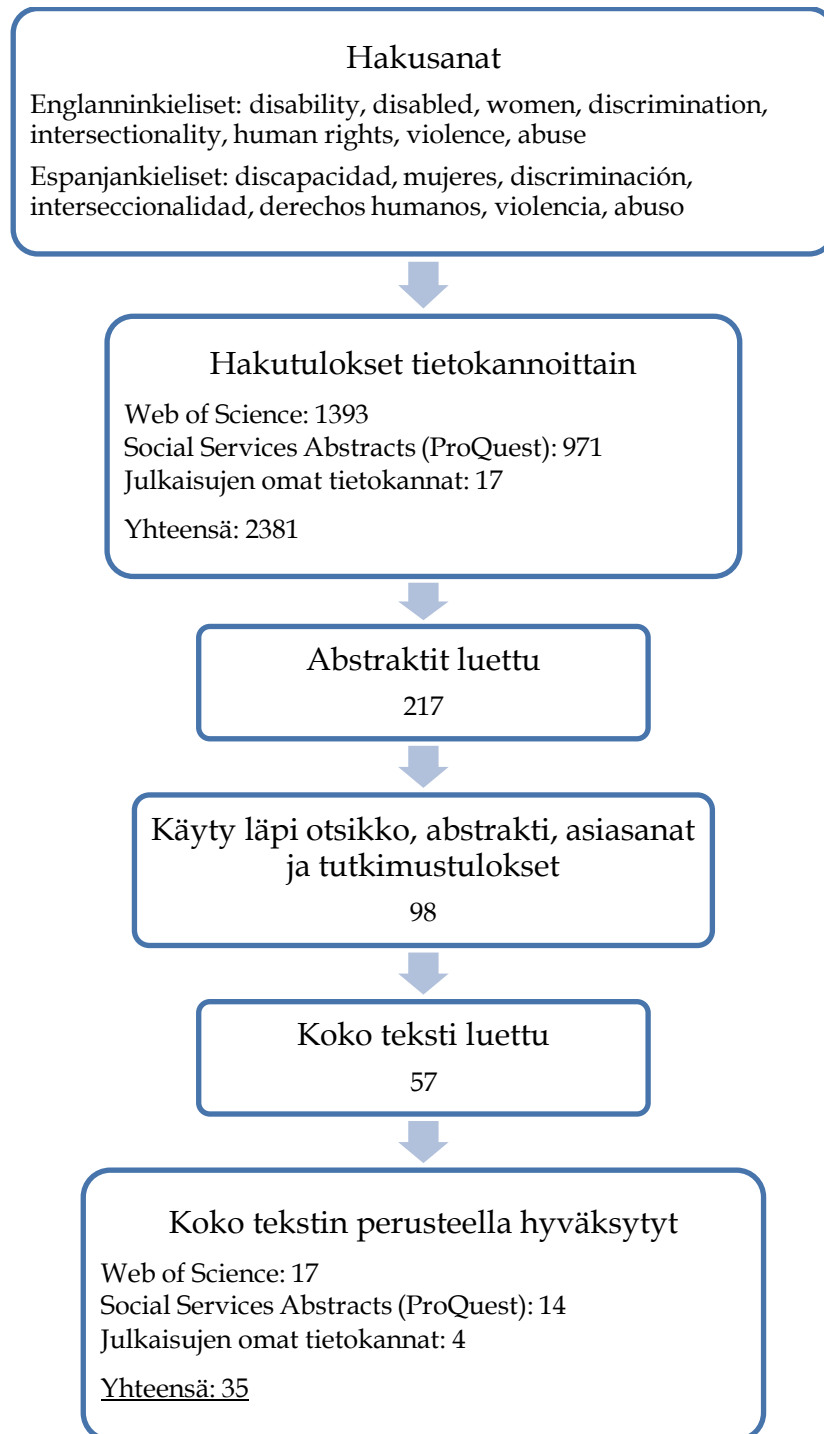 Hakusanat
Englanninkieliset: disability, disabled, women, discrimination,
intersectionality, human rights, violence, abuse
Espanjankieliset: discapacidad, mujeres, discriminación,
interseccionalidad, derechos humanos, violencia, abuso
Hakutulokset tietokannoittain
Web of Science: 1393
Social Services Abstracts (ProQuest): 971
Julkaisujen omat tietokannat: 17
Yhteensä: 2381
Abstraktit luettu
217
Käyty läpi otsikko, abstrakti, asiasanat
ja tutkimustulokset
98
Koko teksti luettu
57
Koko tekstin perusteella hyväksytyt
Web of Science: 17
Social Services Abstracts (ProQuest): 14
Julkaisujen omat tietokannat: 4
Yhteensä: 35